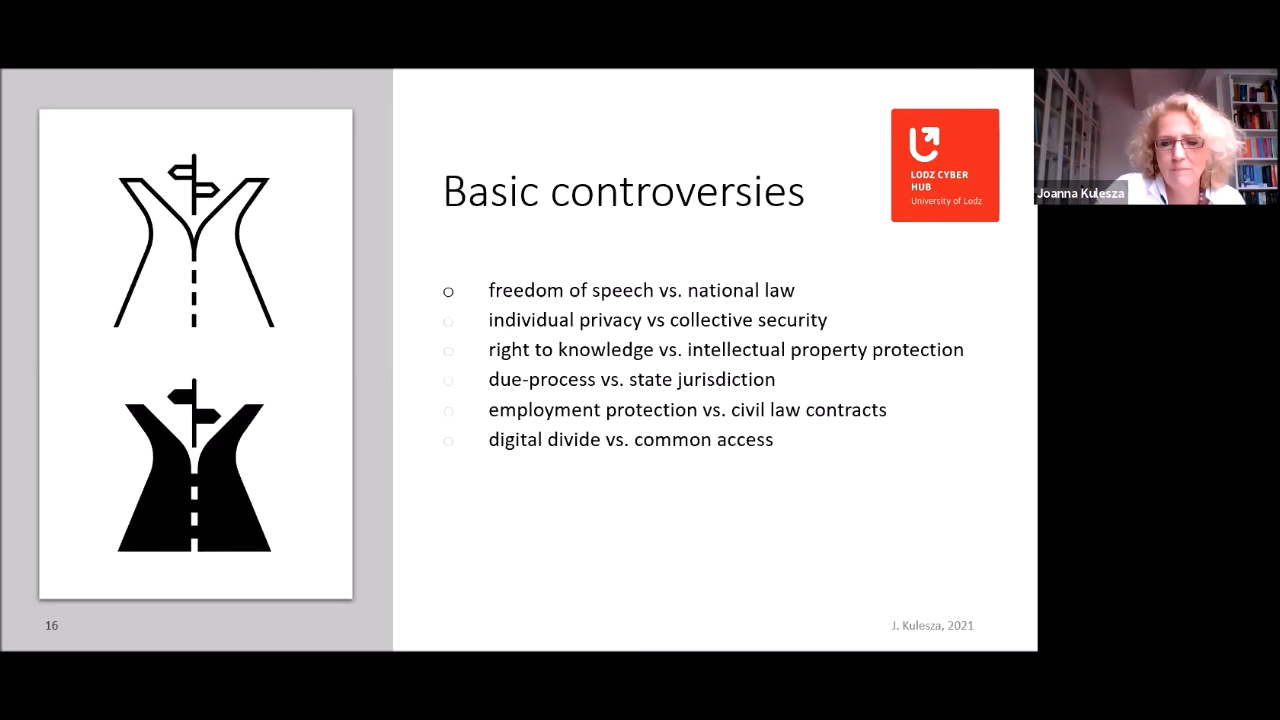 Basic controversies
LODZ CYBER
HUB
University of Lodz
Joanna Kulesza
o freedom of speech vs. national law
o individual privacy vs collective security
o right to knowledge vs. intellectual property protection
o due-process vs. state jurisdiction
o employment protection vs. civil law contracts
o digital divide vs. common access
16
J. Kulesza, 2021